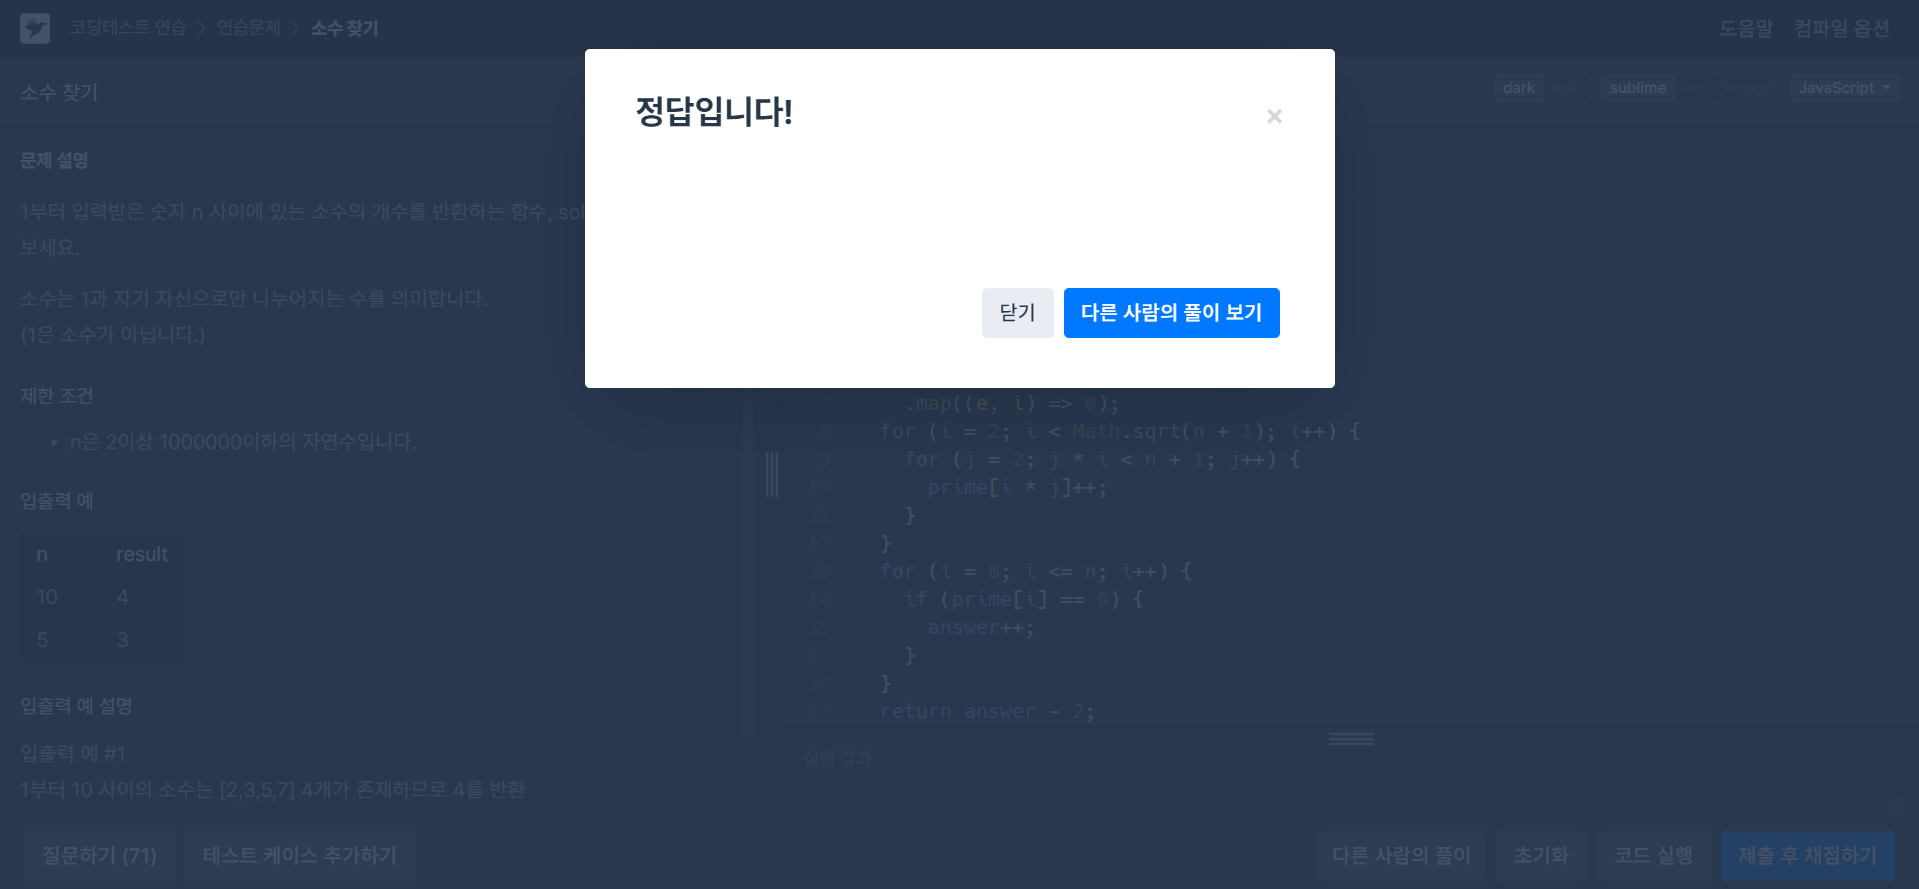 코딩테스트 연습 〉 연습문제 〉 소수 찾기
도움말 컴파일 옵션
소수 찾기
dark light sublime vim emacs JavaScript
정답입니다!
×
닫기 다른 사람의 풀이 보기
문제 설명
1부터 입력받은 숫자 n 사이에 있는 소수의 개수를 반환하는 함수, sol
보세요.
소수는 1과 자기 자신으로만 나누어지는 수를 의미합니다.
(1은 소수가 아닙니다.)
제한 조건
• n은 2이상 1000000이하의 자연수입니다.
입출력 예
n result
10 4
5 3
입출력 예 설명
입출력 예 #1
1부터 10 사이의 소수는 [2,3,5,7] 4개가 존재하므로 4를 반환
.map((e, i) => 0);
8 for (i = 2; i < Math.sqrt(n + 1); i++) {
9 for (j = 2; j * i < n + 1; j++) {
10 prime[i * j]++;
11 }
12 }
13 for (i = 0; i <= n; i++) {
14 if (prime[i] == 0) {
15 answer++;
16 }
17 }
18 return answer - 2;
실행 결과
질문하기 (71) 테스트 케이스 추가하기
다른 사람의 풀이 초기화 코드 실행 제출 후 채점하기